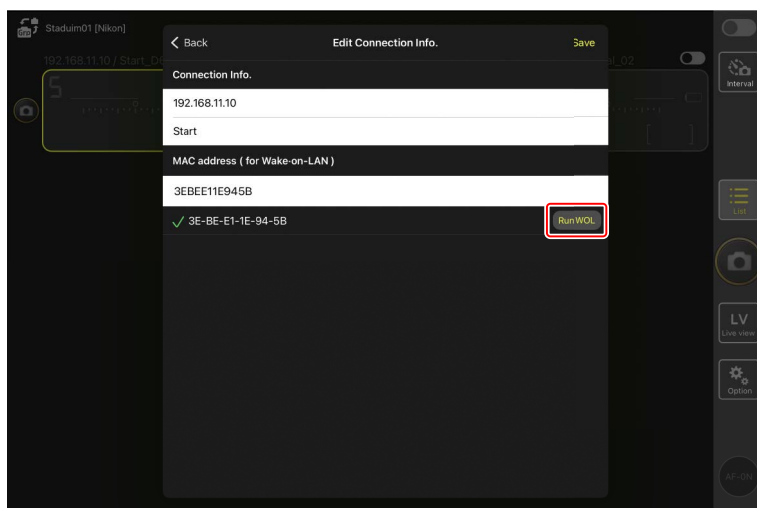 Staduim01 [Nikon]
Grp
192.168.11.10 / Start_D
al_02
Back
Edit Connection Info.
Save
Connection Info.
192.168.11.10
Start
MAC address ( for Wake-on-LAN )
3EBEE11E945B
3E-BE-E1-1E-94-5B
Run WOL
S
[ ]
Interval
List
LV
Live view
Option
AF-ON